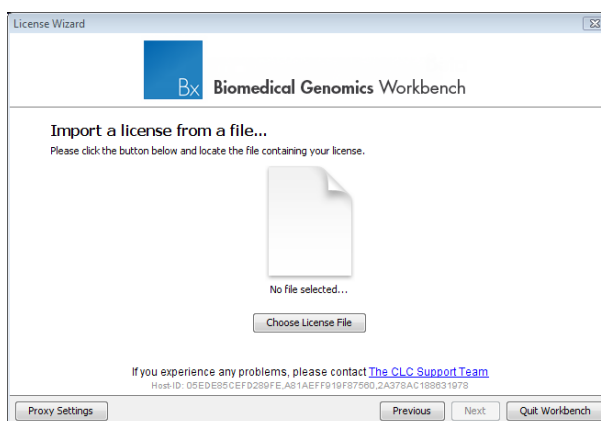 License Wizard
Bx Biomedical Genomics Workbench
Import a license from a file...
Please click the button below and locate the file containing your license.
No file selected...
Choose License File
If you experience any problems, please contact The CLC Support Team
Host-ID: D5EDE85CEFD289FE,A81AEFF919F87560,2A378AC188631978
Proxy Settings Previous Next Quit Workbench